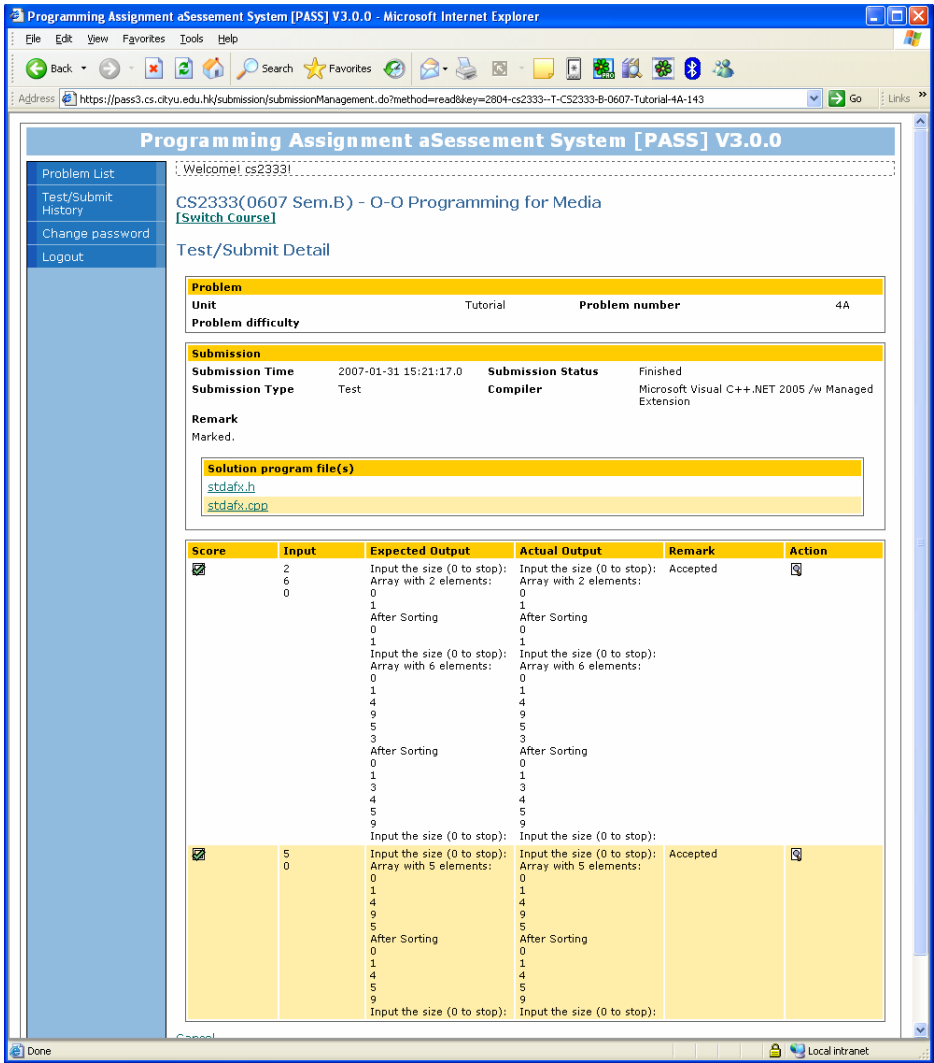 Programming Assignment aSessement System [PASS] V3.0.0 - Microsoft Internet Explorer
File Edit View Favorites Tools Help
Back Search Favorites
Address https://pass3.cs.cityu.edu.hk/submission/submissionManagement.do?method=read&key=2804-cs2333--T-CS2333-B-0607-Tutorial-4A-143 Go Links »
Programming Assignment aSessement System [PASS] V3.0.0
Problem List
Test/Submit
History
Change password
Logout
Welcome! cs2333!
CS2333(0607 Sem.B) - O-O Programming for Media
[Switch Course]
Test/Submit Detail
Problem
Unit Tutorial Problem number 4A
Problem difficulty
Submission
Submission Time 2007-01-31 15:21:17.0 Submission Status Finished
Submission Type Test Compiler Microsoft Visual C++.NET 2005 /w Managed
Extension
Remark
Marked.
Solution program file(s)
stdafx.h
stdafx.cpp
Score Input Expected Output Actual Output Remark Action
2 Input the size (0 to stop): Input the size (0 to stop): Accepted
6 Array with 2 elements: Array with 2 elements:
0 0 0
1 1
After Sorting After Sorting
0 0
1 1
Input the size (0 to stop): Input the size (0 to stop):
Array with 6 elements: Array with 6 elements:
0 0
1 1
4 4
9 9
5 5
3 3
After Sorting After Sorting
0 0
1 1
3 3
4 4
5 5
9 9
Input the size (0 to stop): Input the size (0 to stop):
5 Input the size (0 to stop): Input the size (0 to stop): Accepted
0 Array with 5 elements: Array with 5 elements:
0 0
1 1
4 4
9 9
5 5
After Sorting After Sorting
0 0
1 1
4 4
5 5
9 9
Input the size (0 to stop): Input the size (0 to stop):
Cancel
Done Local intranet